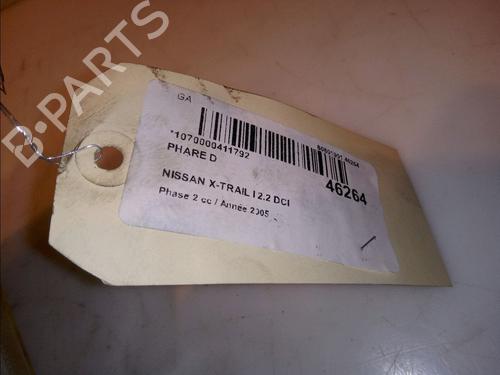 B-PARTS
GA
*1070000411792
PHARE D
46264
NISSAN X-TRAIL I 2.2 DCI
Phase 2 cc / Année 2005